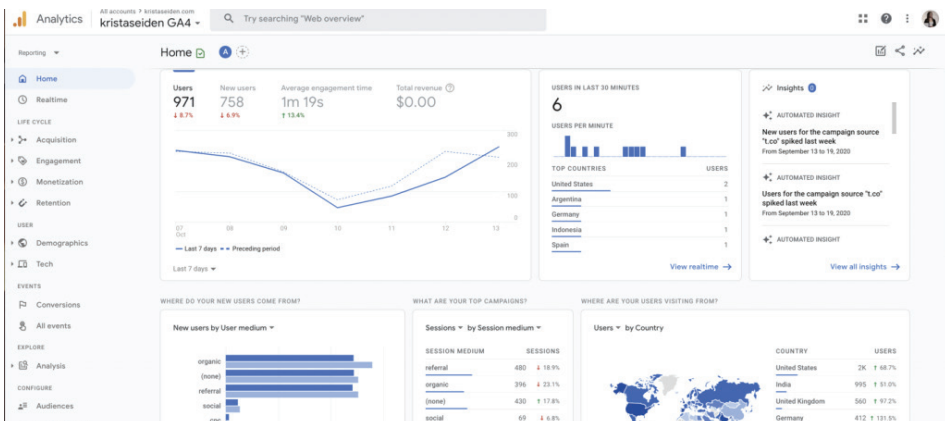 Analytics
All accounts > kristaseiden.com
kristaseiden GA4
Try searching "Web overview"
Reporting
Home
Realtime
LIFE CYCLE
Acquisition
Engagement
Monetization
Retention
USER
Demographics
Tech
EVENTS
Conversions
All events
EXPLORE
Analysis
CONFIGURE
Audiences
Home
A
Users
971
8.7%
New users
758
6.9%
Average engagement time
1m 19s
13.4%
Total revenue
$0.00
300
200
100
0
07 Oct
08
09
10
11
12
13
Last 7 days
Preceding period
Last 7 days
USERS IN LAST 30 MINUTES
6
USERS PER MINUTE
TOP COUNTRIES USERS
United States 2
Argentina 1
Germany 1
Indonesia 1
Spain 1
View realtime
Insights
AUTOMATED INSIGHT
New users for the campaign source
"t.co" spiked last week
From September 13 to 19, 2020
AUTOMATED INSIGHT
Users for the campaign source "t.co"
spiked last week
From September 13 to 19, 2020
AUTOMATED INSIGHT
View all insights
WHERE DO YOUR NEW USERS COME FROM?
New users by User medium
organic
(none)
referral
social
cpc
WHAT ARE YOUR TOP CAMPAIGNS?
Sessions by Session medium
SESSION MEDIUM SESSIONS
referral 480 18.9%
organic 396 23.1%
(none) 430 17.8%
social 69 6.8%
WHERE ARE YOUR USERS VISITING FROM?
Users by Country
COUNTRY USERS
United States 2K 68.7%
India 995 51.0%
United Kingdom 560 97.2%
Germany 412 131.5%